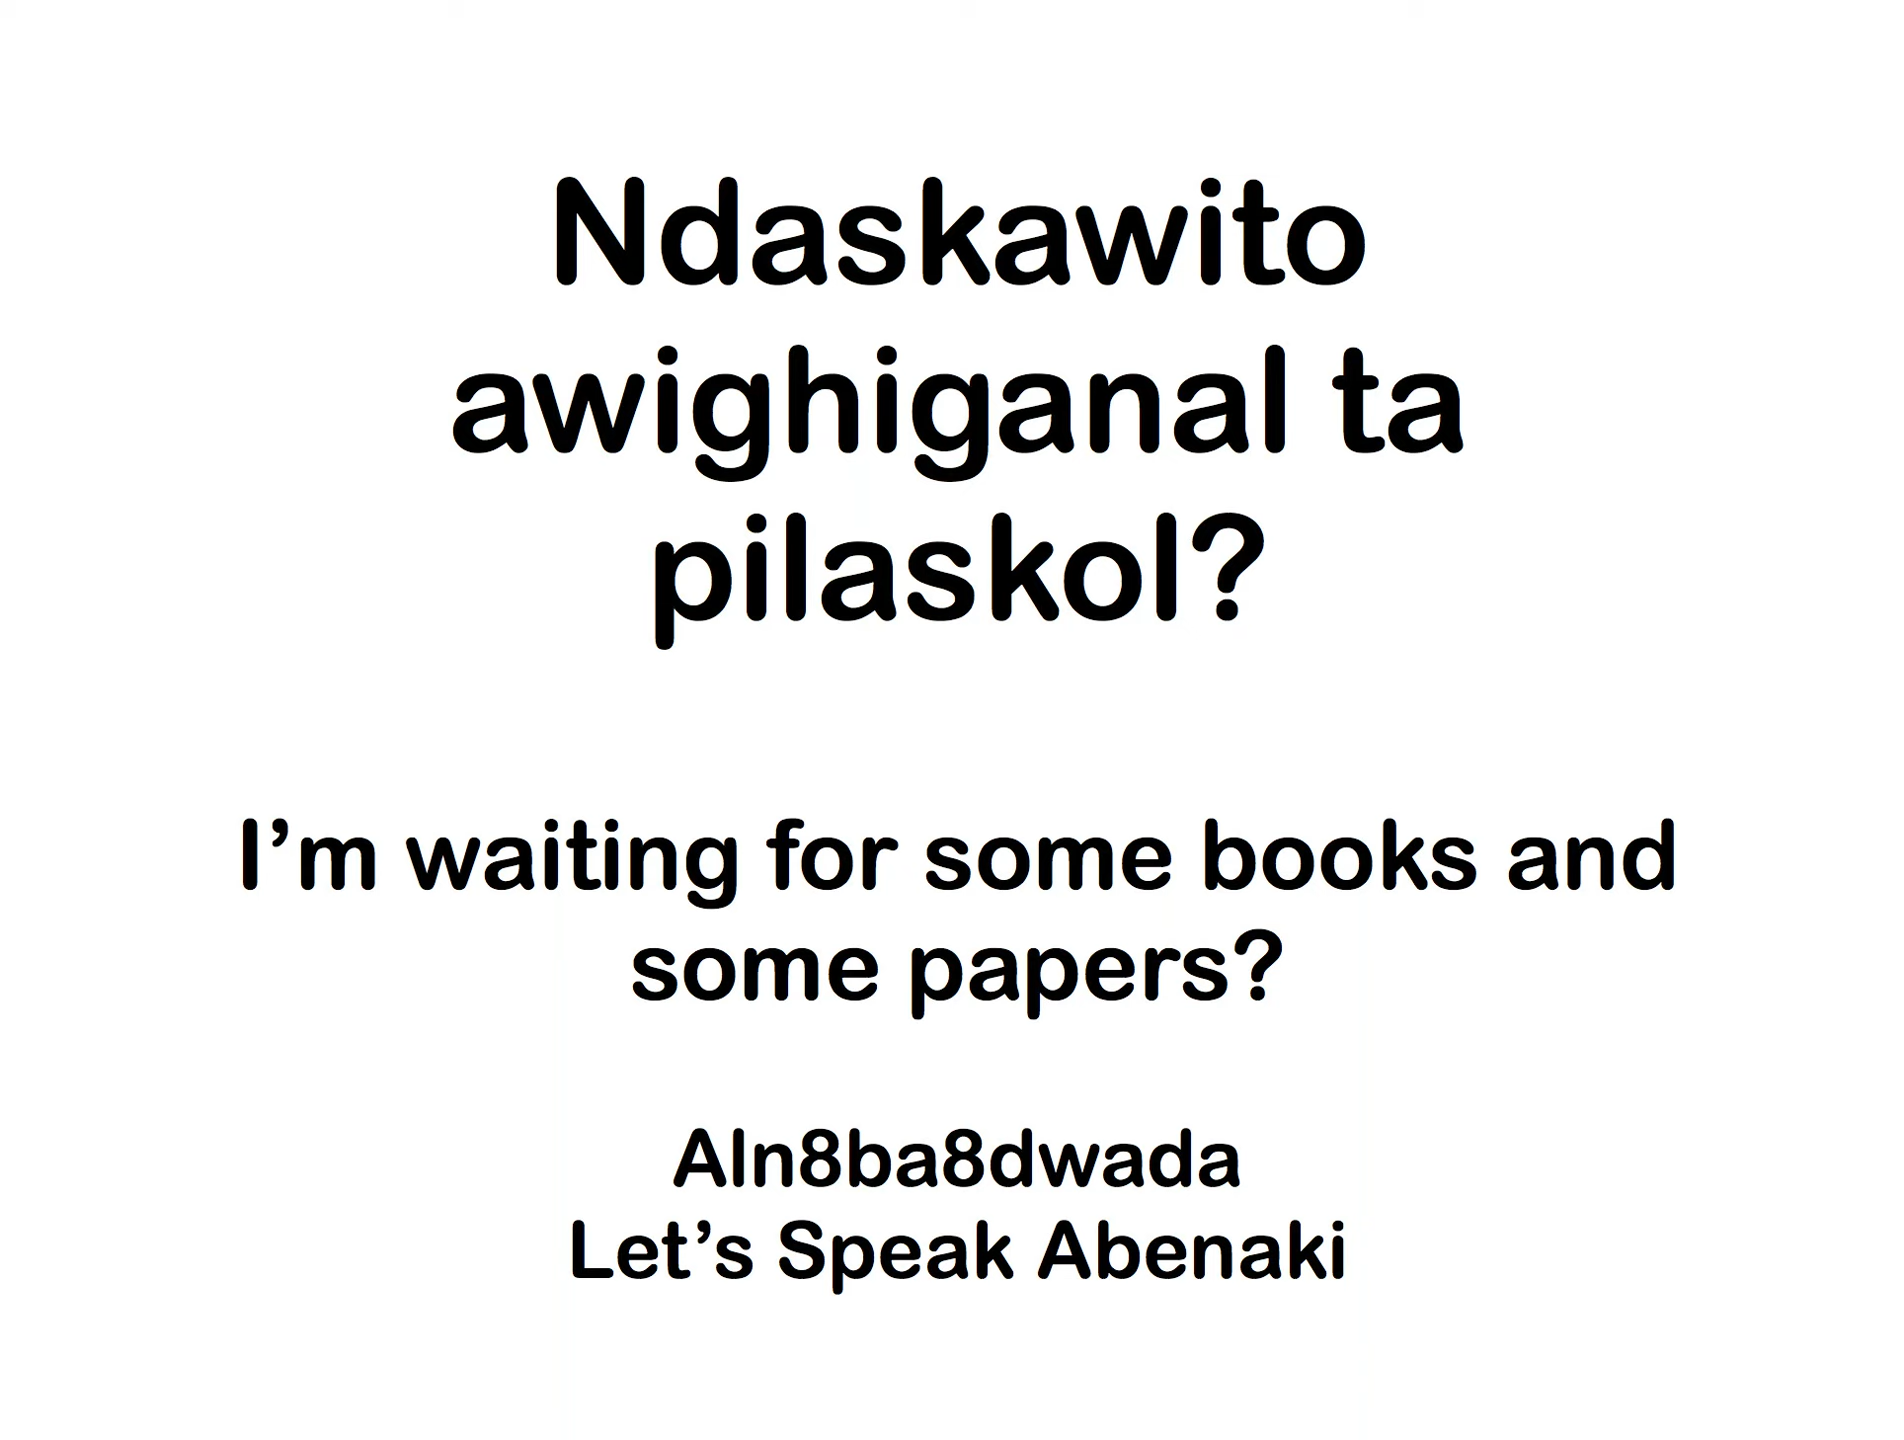 Ndaskawito
awighiganal ta
pilaskol?
I’m waiting for some books and
some papers?
Aln8ba8dwada
Let’s Speak Abenaki